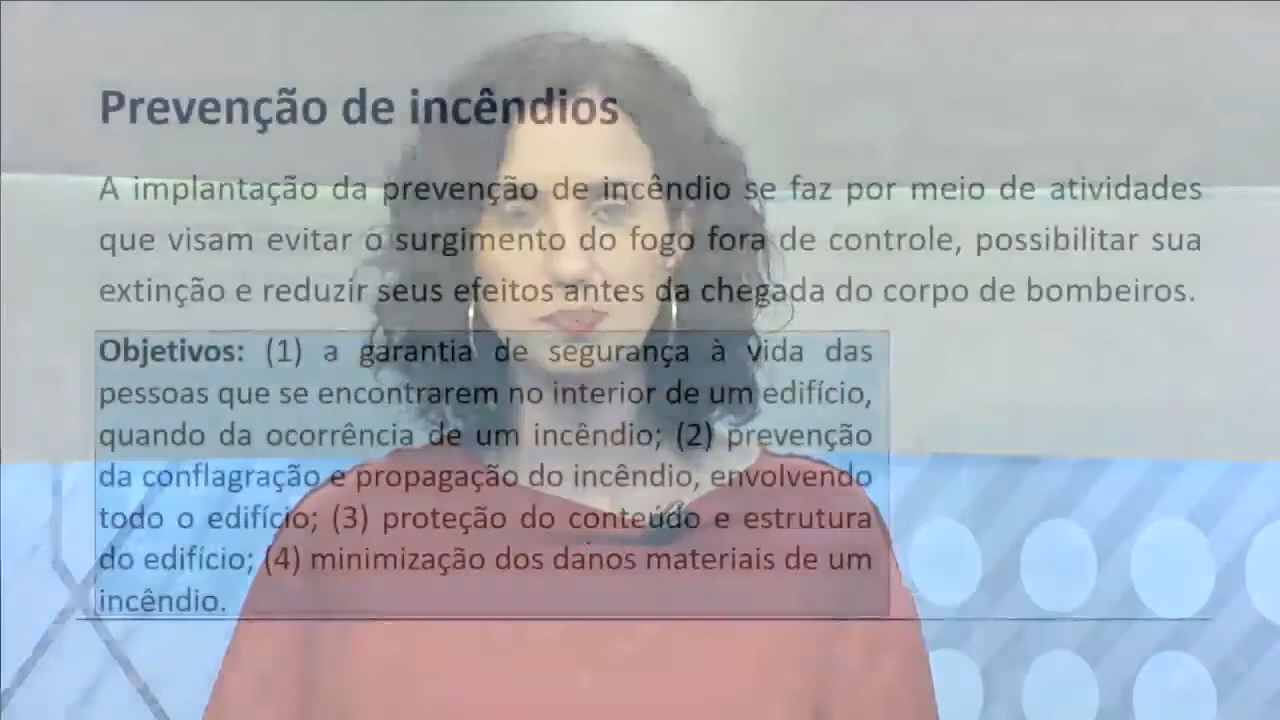 Prevenção de incêndios
A implantação da prevenção de incêndio se faz por meio de atividades
que visam evitar o surgimento do fogo fora de controle, possibilitar sua
extinção e reduzir seus efeitos antes da chegada do corpo de bombeiros.
Objetivos: (1) a garantia de segurança à vida das
pessoas que se encontrarem no interior de um edifício,
quando da ocorrência de um incêndio; (2) prevenção
da conflagração e propagação do incêndio, envolvendo
todo o edifício; (3) proteção do conteúdo e estrutura
do edifício; (4) minimização dos danos materiais de um
incêndio.